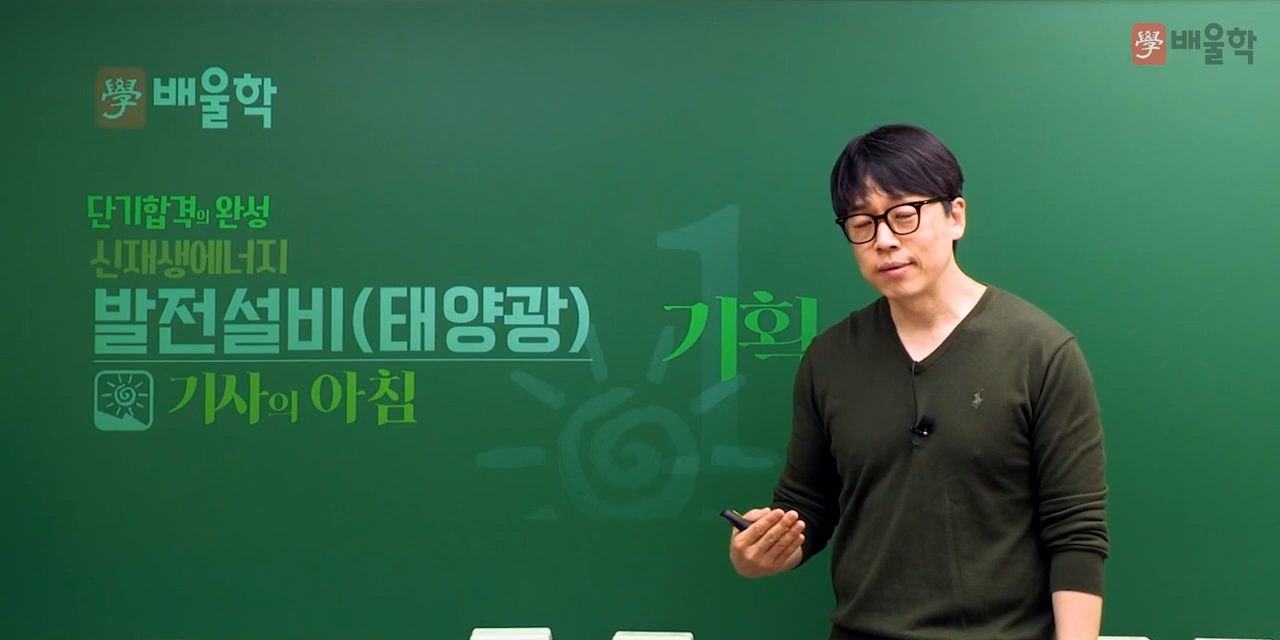 學 배울학
學 배울학
단기합격의 완성
신재생에너지
발전설비(태양광)
기사의 아침
1
기획